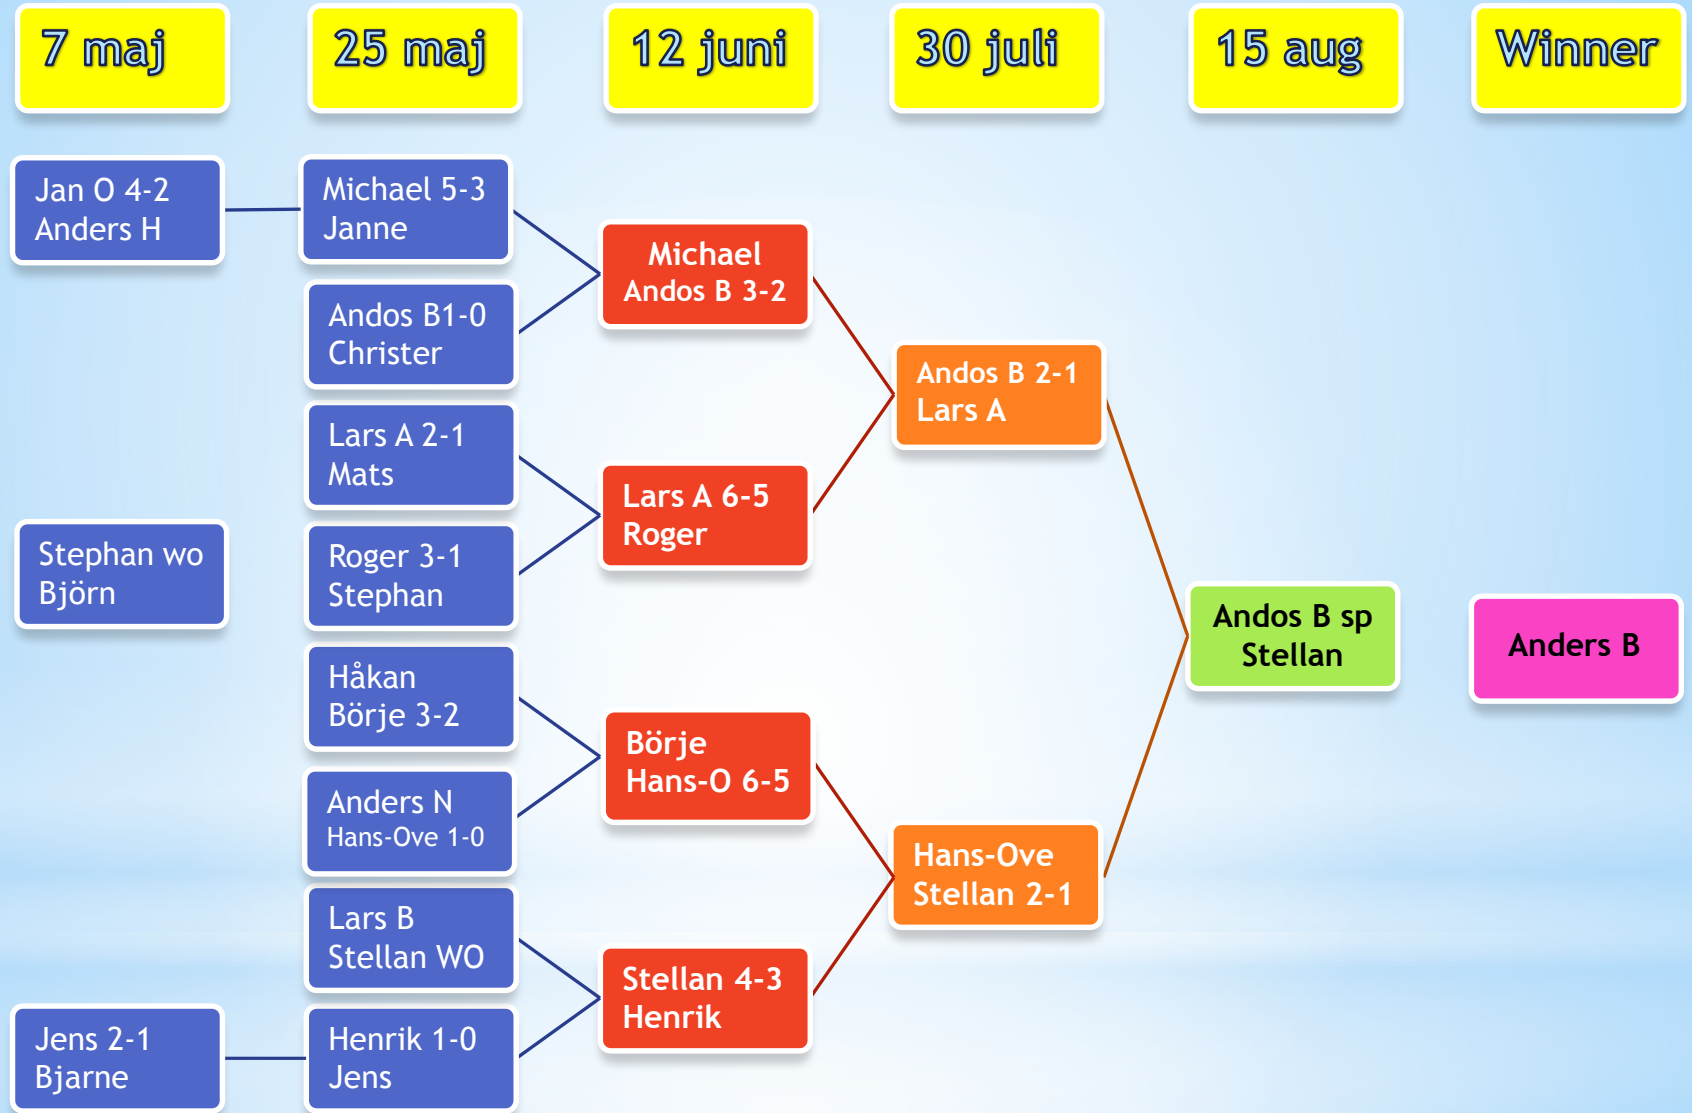 7 maj
25 maj
12 juni
30 juli
15 aug
Winner
Jan O 4-2
Anders H
Stephan wo
Björn
Jens 2-1
Bjarne
Michael 5-3
Janne
Andos B1-0
Christer
Lars A 2-1
Mats
Roger 3-1
Stephan
Håkan
Börje 3-2
Anders N
Hans-Ove 1-0
Lars B
Stellan WO
Henrik 1-0
Jens
Michael
Andos B 3-2
Lars A 6-5
Roger
Börje
Hans-O 6-5
Stellan 4-3
Henrik
Andos B 2-1
Lars A
Hans-Ove
Stellan 2-1
Andos B sp
Stellan
Anders B